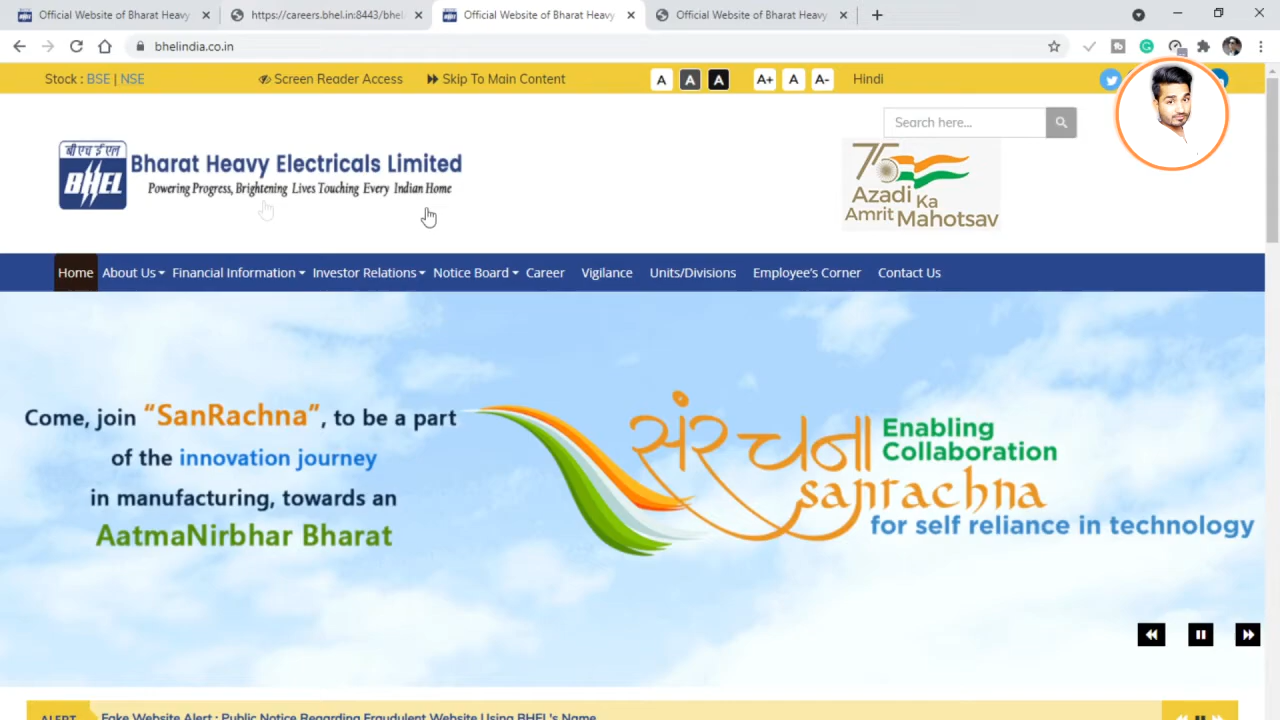 Official Website of Bharat Heavy
https://careers.bhel.in:8443/bhel
Official Website of Bharat Heavy
Official Website of Bharat Heavy
bhelindia.co.in
Stock : BSE | NSE
Screen Reader Access
Skip To Main Content
A
A
A
A+
A
A-
Hindi
Search here...
बीएचईएल
BHEL
Bharat Heavy Electricals Limited
Powering Progress, Brightening Lives Touching Every Indian Home
75
Azadi Ka
Amrit Mahotsav
Home
About Us
Financial Information
Investor Relations
Notice Board
Career
Vigilance
Units/Divisions
Employee's Corner
Contact Us
Come, join “SanRachna”, to be a part
of the innovation journey
in manufacturing, towards an
AatmaNirbhar Bharat
संरचना
Enabling
Collaboration
sanrachna
for self reliance in technology
ALERT
Fake Website Alert : Public Notice Regarding Fraudulent Website Using BHEL's Name